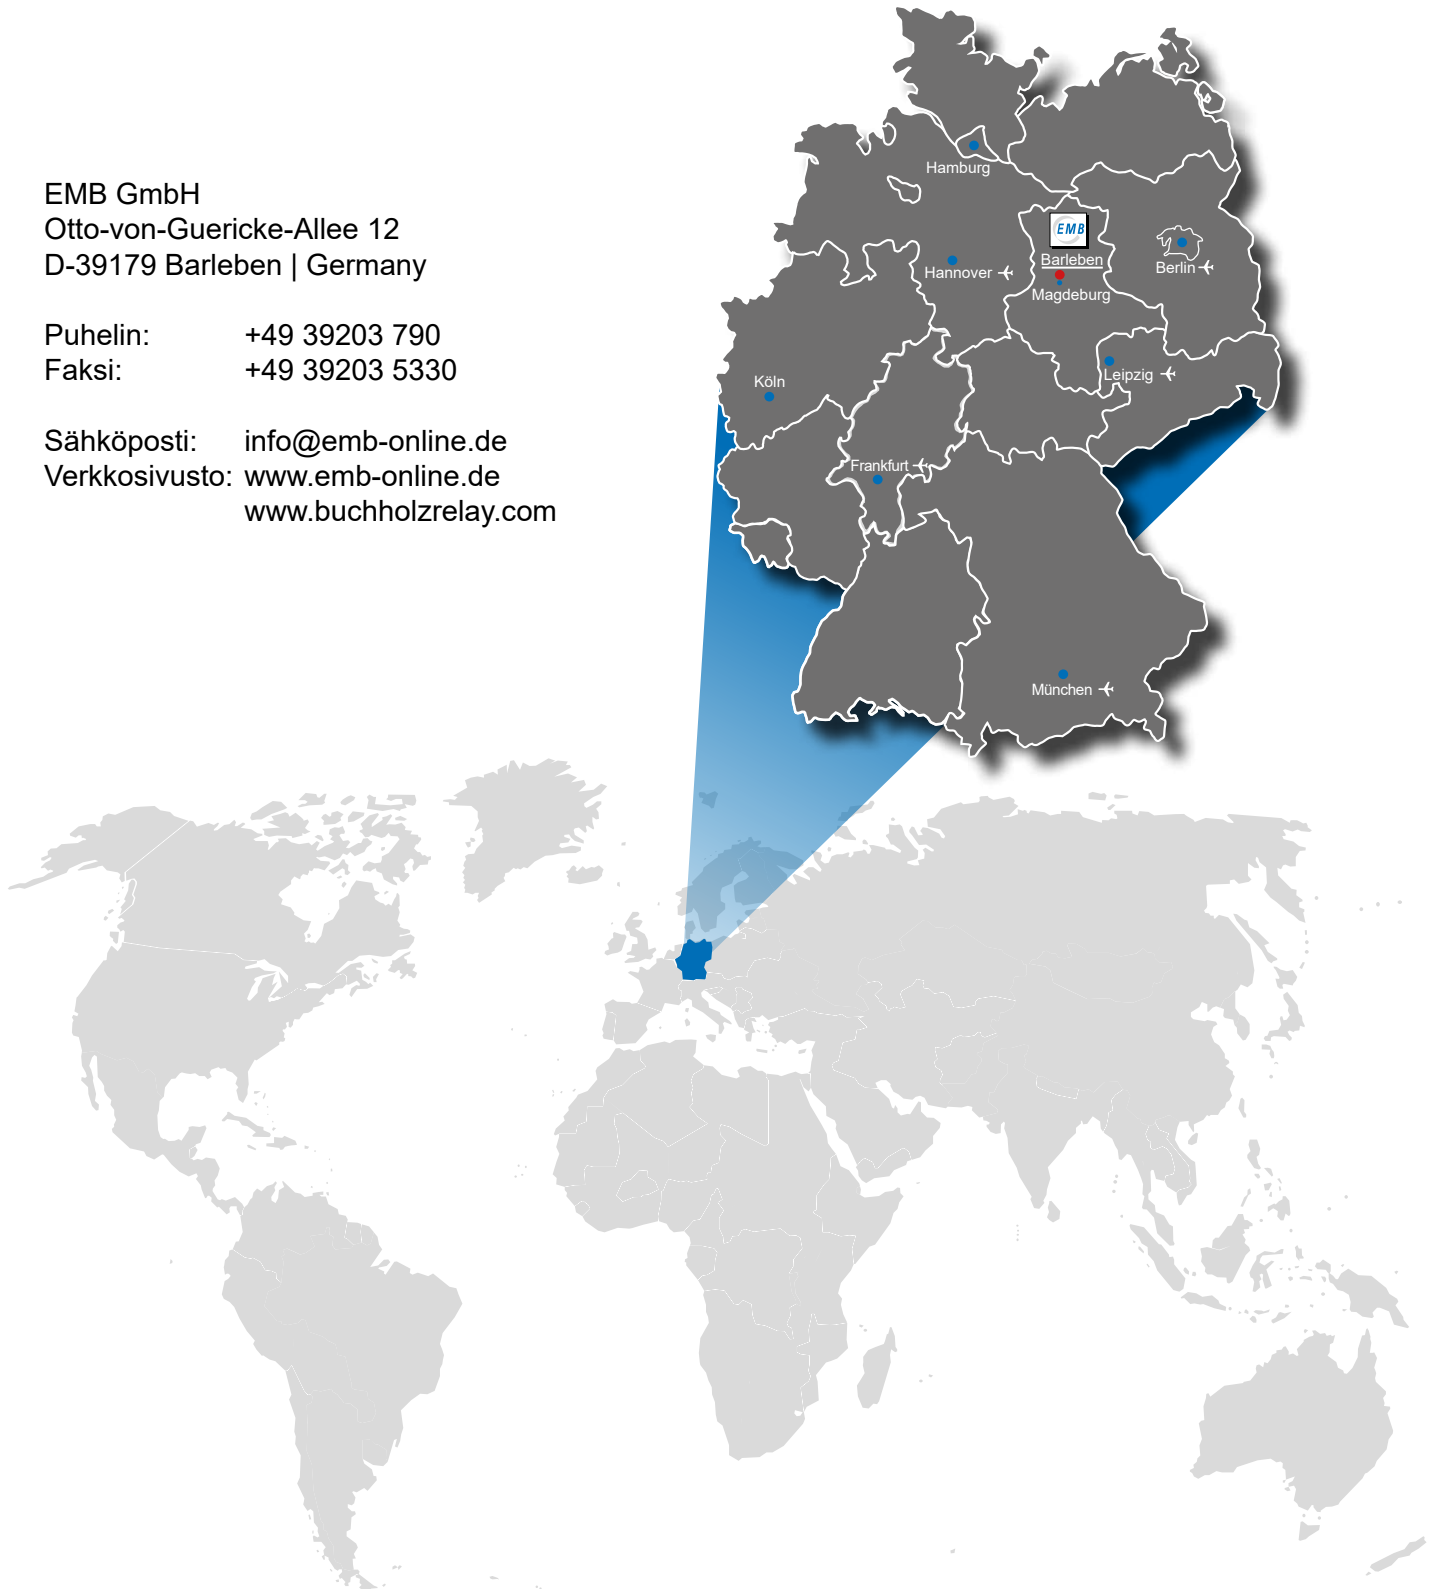 EMB GmbH
Otto-von-Guericke-Allee 12
D-39179 Barleben | Germany
Puhelin: +49 39203 790
Faksi: +49 39203 5330
Sähköposti: info@emb-online.de
Verkkosivusto: www.emb-online.de
www.buchholzrelay.com
Hamburg
EMB
Barleben
Hannover
Berlin
Magdeburg
Leipzig
Köln
Frankfurt
München